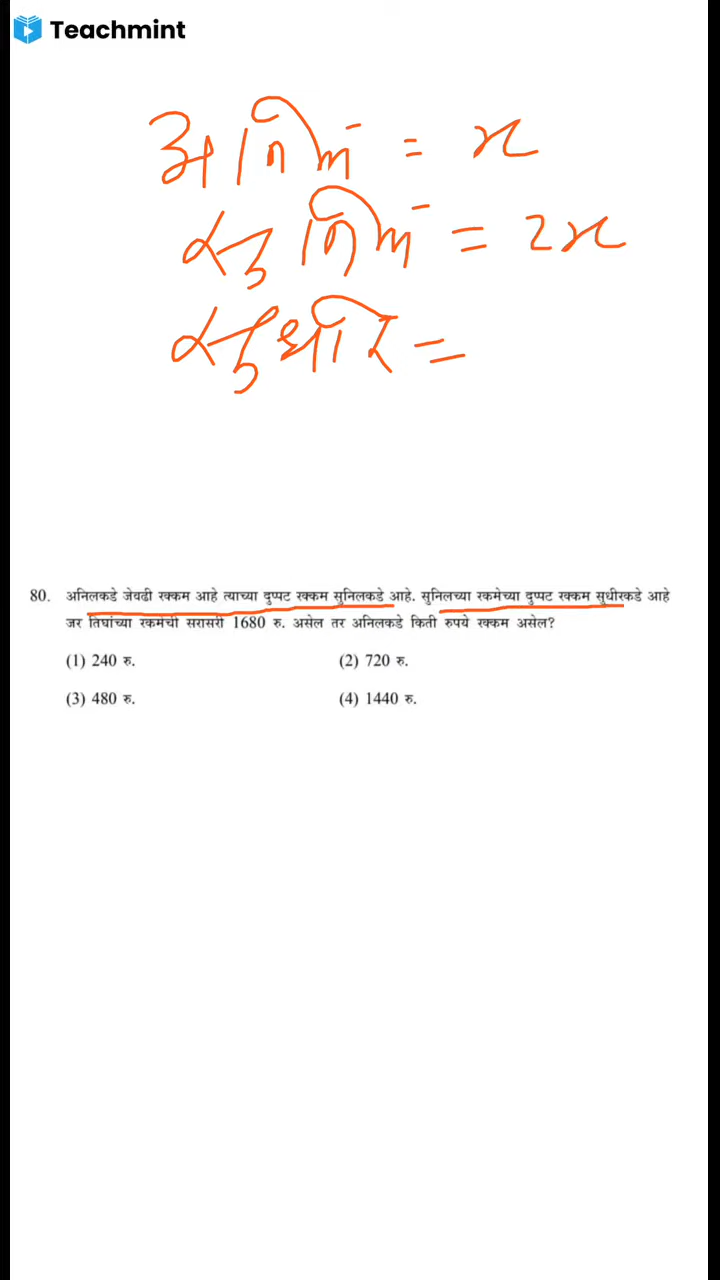 Teachmint
अनिल = x
सुनिल = 2x
सुधीर =
80. अनिलकडे जेवढी रक्कम आहे त्याच्या दुप्पट रक्कम सुनिलकडे आहे. सुनिलच्या रकमेच्या दुप्पट रक्कम सुधीरकडे आहे
जर तिघांच्या रकमेची सरासरी 1680 रु. असेल तर अनिलकडे किती रुपये रक्कम असेल?
(1) 240 रु. (2) 720 रु.
(3) 480 रु. (4) 1440 रु.